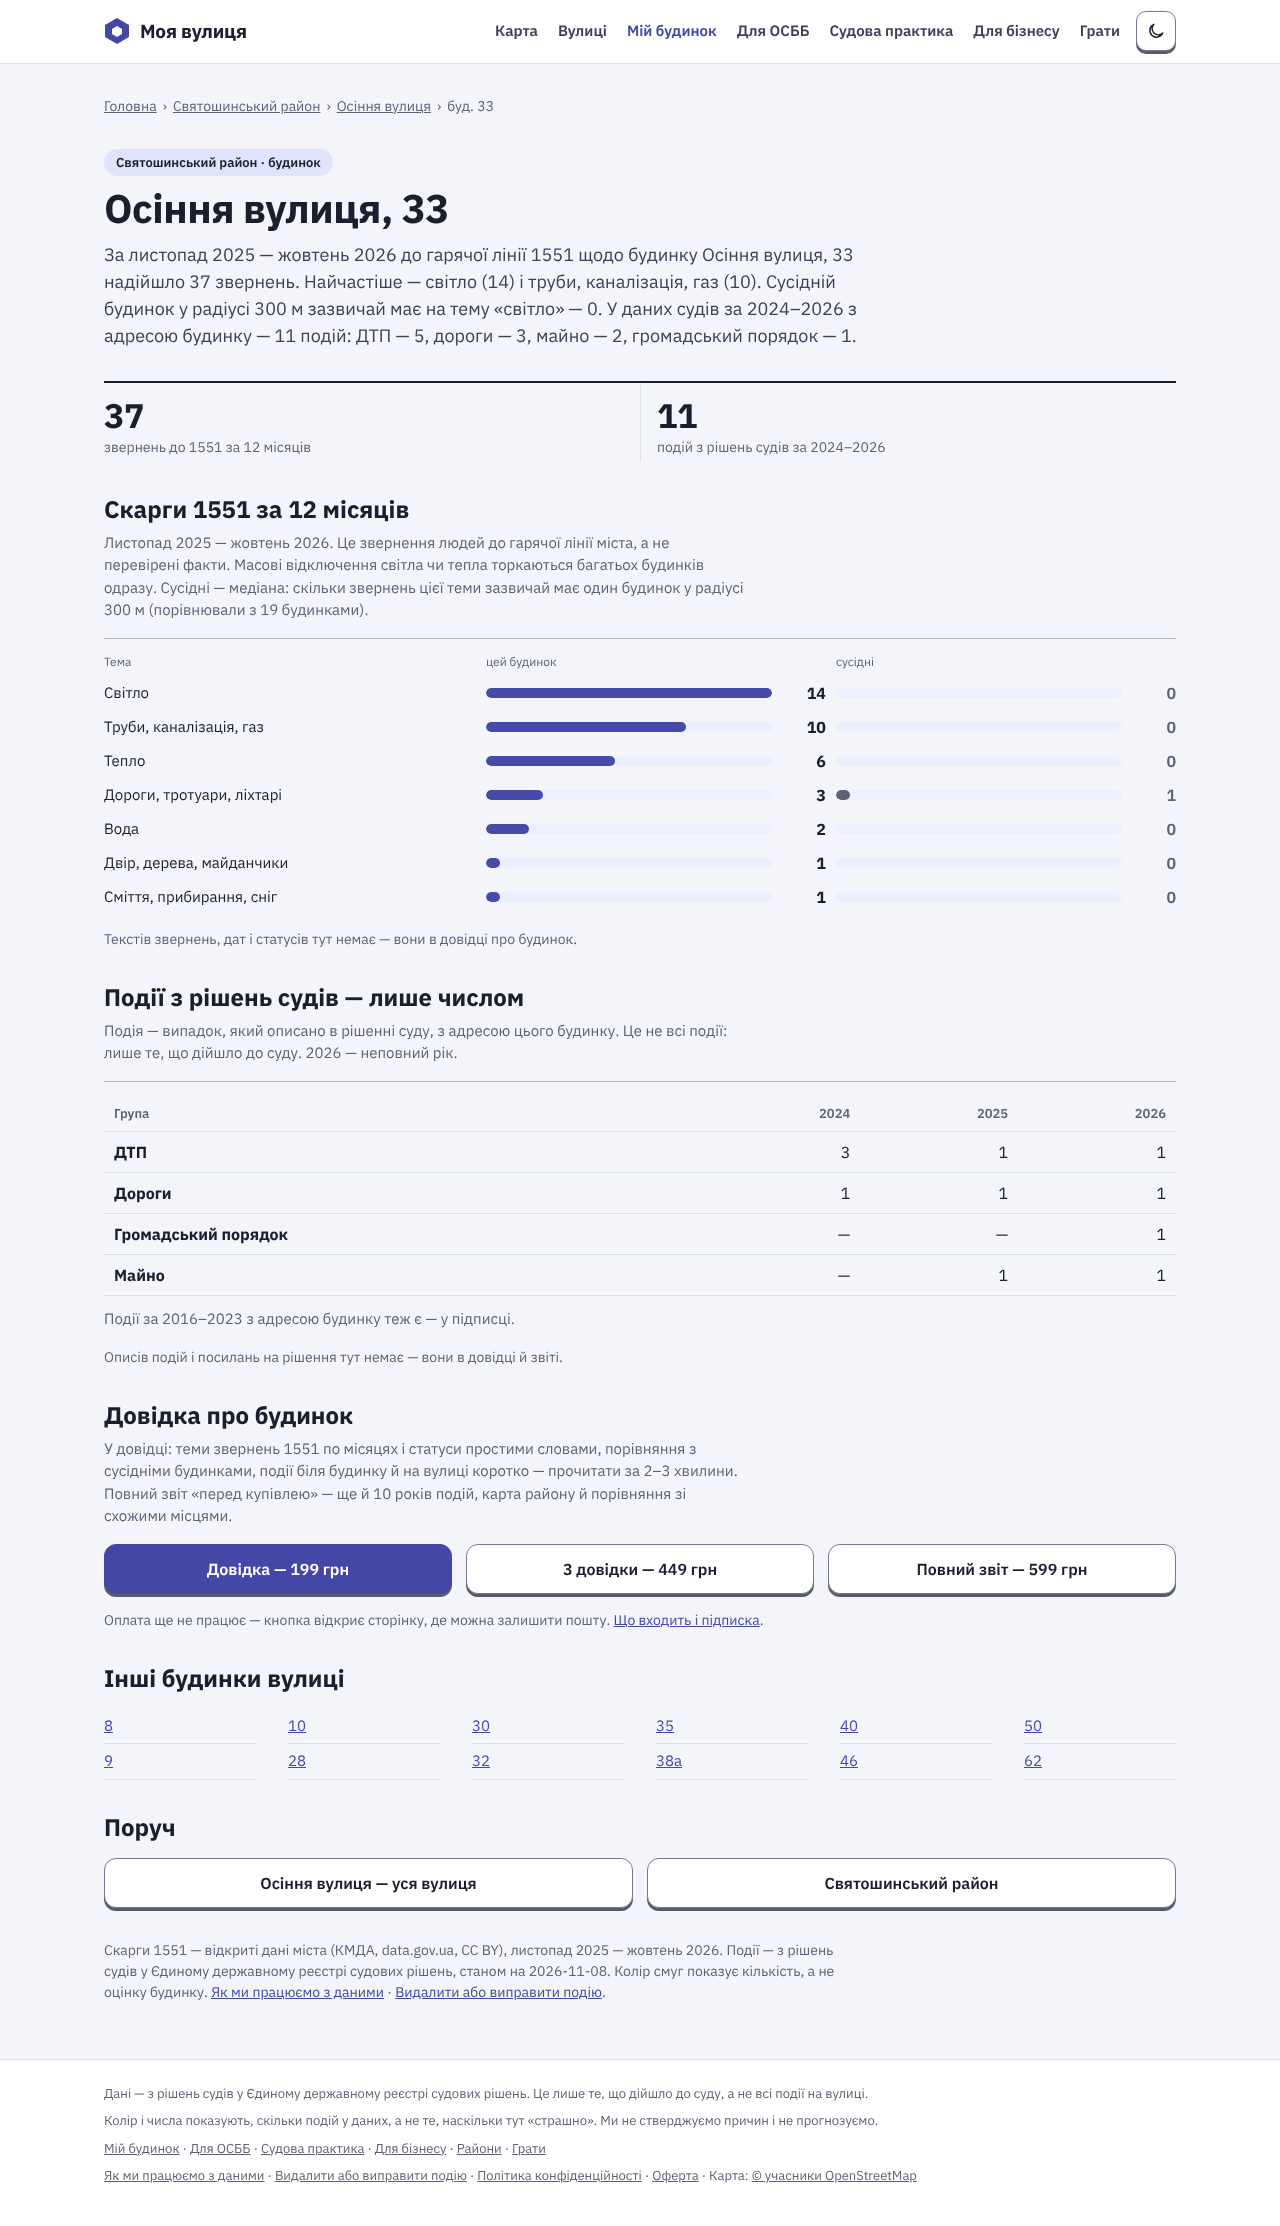 Моя вулиця
Карта Вулиці Мій будинок Для ОСББ Судова практика Для бізнесу Грати
Головна › Святошинський район › Осіння вулиця › буд. 33
Святошинський район · будинок
Осіння вулиця, 33
За листопад 2025 — жовтень 2026 до гарячої лінії 1551 щодо будинку Осіння вулиця, 33
надійшло 37 звернень. Найчастіше — світло (14) і труби, каналізація, газ (10). Сусідній
будинок у радіусі 300 м зазвичай має на тему «світло» — 0. У даних судів за 2024–2026 з
адресою будинку — 11 подій: ДТП — 5, дороги — 3, майно — 2, громадський порядок — 1.
37 11
звернень до 1551 за 12 місяців подій з рішень судів за 2024–2026
Скарги 1551 за 12 місяців
Листопад 2025 — жовтень 2026. Це звернення людей до гарячої лінії міста, а не
перевірені факти. Масові відключення світла чи тепла торкаються багатьох будинків
одразу. Сусідні — медіана: скільки звернень цієї теми зазвичай має один будинок у радіусі
300 м (порівнювали з 19 будинками).
Тема цей будинок сусідні
Світло 14 0
Труби, каналізація, газ 10 0
Тепло 6 0
Дороги, тротуари, ліхтарі 3 1
Вода 2 0
Двір, дерева, майданчики 1 0
Сміття, прибирання, сніг 1 0
Текстів звернень, дат і статусів тут немає — вони в довідці про будинок.
Події з рішень судів — лише числом
Подія — випадок, який описано в рішенні суду, з адресою цього будинку. Це не всі події:
лише те, що дійшло до суду. 2026 — неповний рік.
Група 2024 2025 2026
ДТП 3 1 1
Дороги 1 1 1
Громадський порядок — — 1
Майно — 1 1
Події за 2016–2023 з адресою будинку теж є — у підписці.
Описів подій і посилань на рішення тут немає — вони в довідці й звіті.
Довідка про будинок
У довідці: теми звернень 1551 по місяцях і статуси простими словами, порівняння з
сусідніми будинками, події біля будинку й на вулиці коротко — прочитати за 2–3 хвилини.
Повний звіт «перед купівлею» — ще й 10 років подій, карта району й порівняння зі
схожими місцями.
Довідка — 199 грн 3 довідки — 449 грн Повний звіт — 599 грн
Оплата ще не працює — кнопка відкриє сторінку, де можна залишити пошту. Що входить і підписка.
Інші будинки вулиці
8 10 30 35 40 50
9 28 32 38а 46 62
Поруч
Осіння вулиця — уся вулиця Святошинський район
Скарги 1551 — відкриті дані міста (КМДА, data.gov.ua, CC BY), листопад 2025 — жовтень 2026. Події — з рішень
судів у Єдиному державному реєстрі судових рішень, станом на 2026-11-08. Колір смуг показує кількість, а не
оцінку будинку. Як ми працюємо з даними · Видалити або виправити подію.
Дані — з рішень судів у Єдиному державному реєстрі судових рішень. Це лише те, що дійшло до суду, а не всі події на вулиці.
Колір і числа показують, скільки подій у даних, а не те, наскільки тут «страшно». Ми не стверджуємо причин і не прогнозуємо.
Мій будинок · Для ОСББ · Судова практика · Для бізнесу · Райони · Грати
Як ми працюємо з даними · Видалити або виправити подію · Політика конфіденційності · Оферта · Карта: © учасники OpenStreetMap